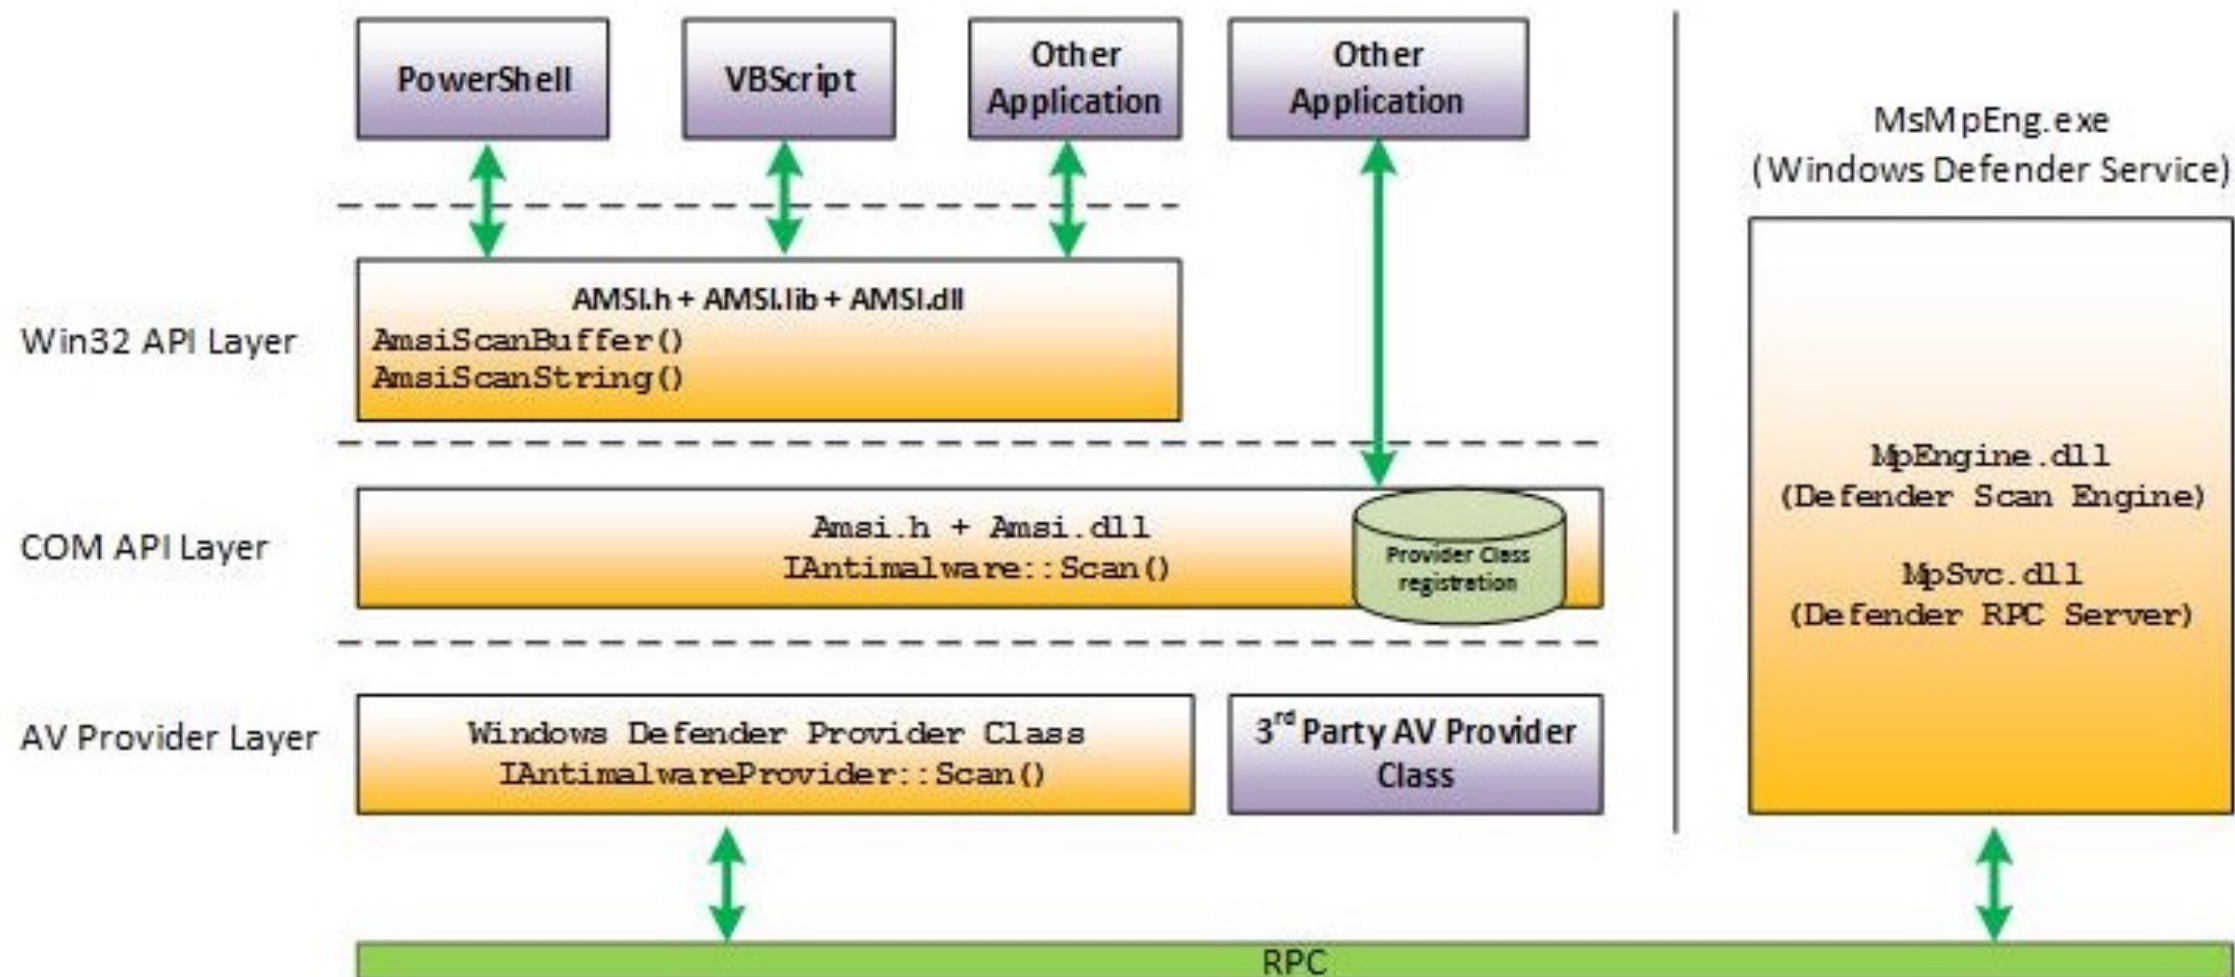 PowerShell
VBScript
Other
Application
Other
Application
MsMpEng.exe
(Windows Defender Service)
Win32 API Layer
AMSI.h + AMSI.lib + AMSI.dll
AmsiScanBuffer()
AmsiScanString()
COM API Layer
Amsi.h + Amsi.dll
IAntimalware::Scan()
Provider Class
registration
MpEngine.dll
(Defender Scan Engine)
MpSvc.dll
(Defender RPC Server)
AV Provider Layer
Windows Defender Provider Class
IAntimalwareProvider::Scan()
3rd Party AV Provider
Class
RPC